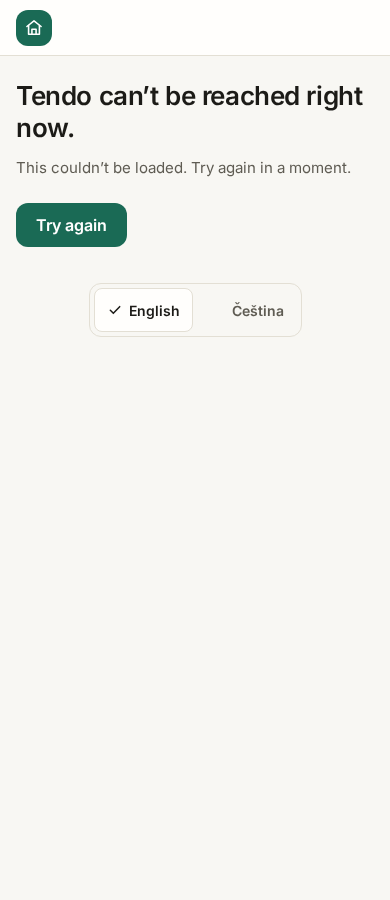 Tendo can’t be reached right
now.
This couldn’t be loaded. Try again in a moment.
Try again
English
Čeština